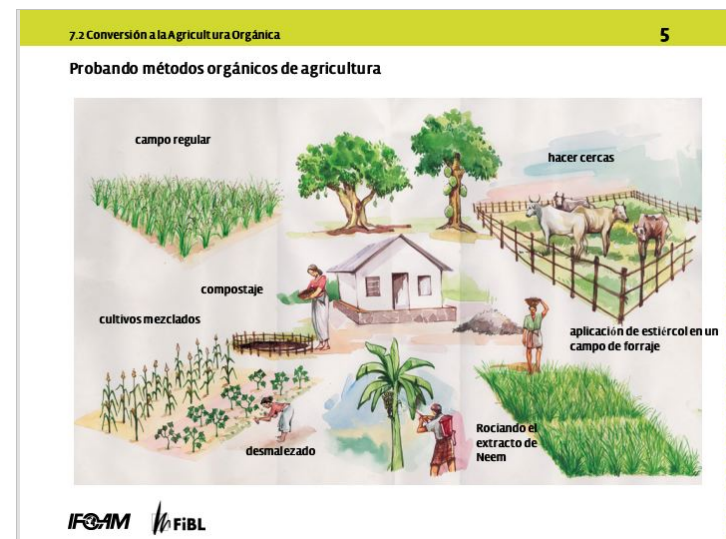 7.2 Conversión a la Agricultura Orgánica
5
Probando métodos orgánicos de agricultura
campo regular
hacer cercas
compostaje
cultivos mezclados
aplicación de estiércol en un
campo de forraje
Rociando el
extracto de
Neem
desmalezado
IFOAM
FiBL